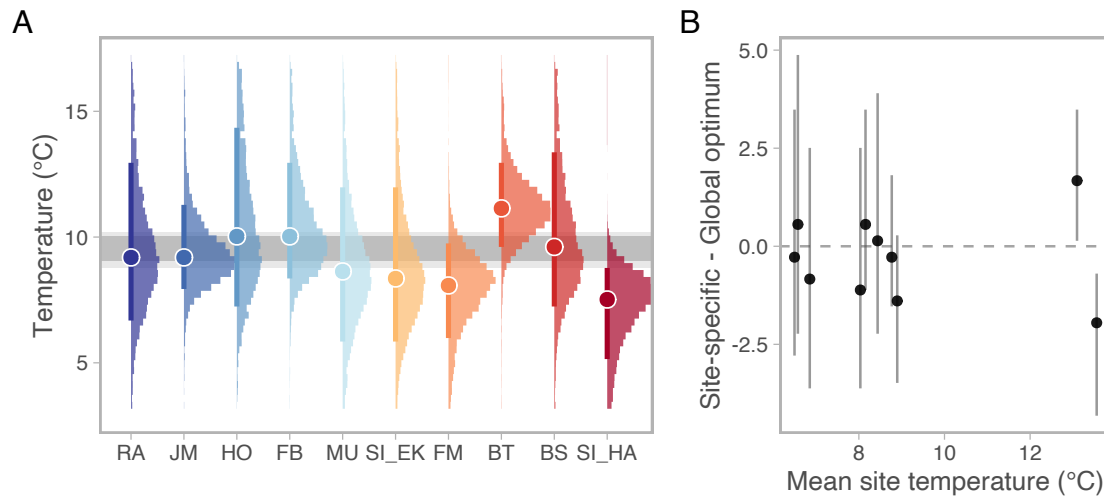 A
Temperature (°C)
15
10
5
RA JM HO FB MU SI_EK FM BT BS SI_HA
B
Site-specific - Global optimum
5.0
2.5
0.0
-2.5
8 10 12
Mean site temperature (°C)